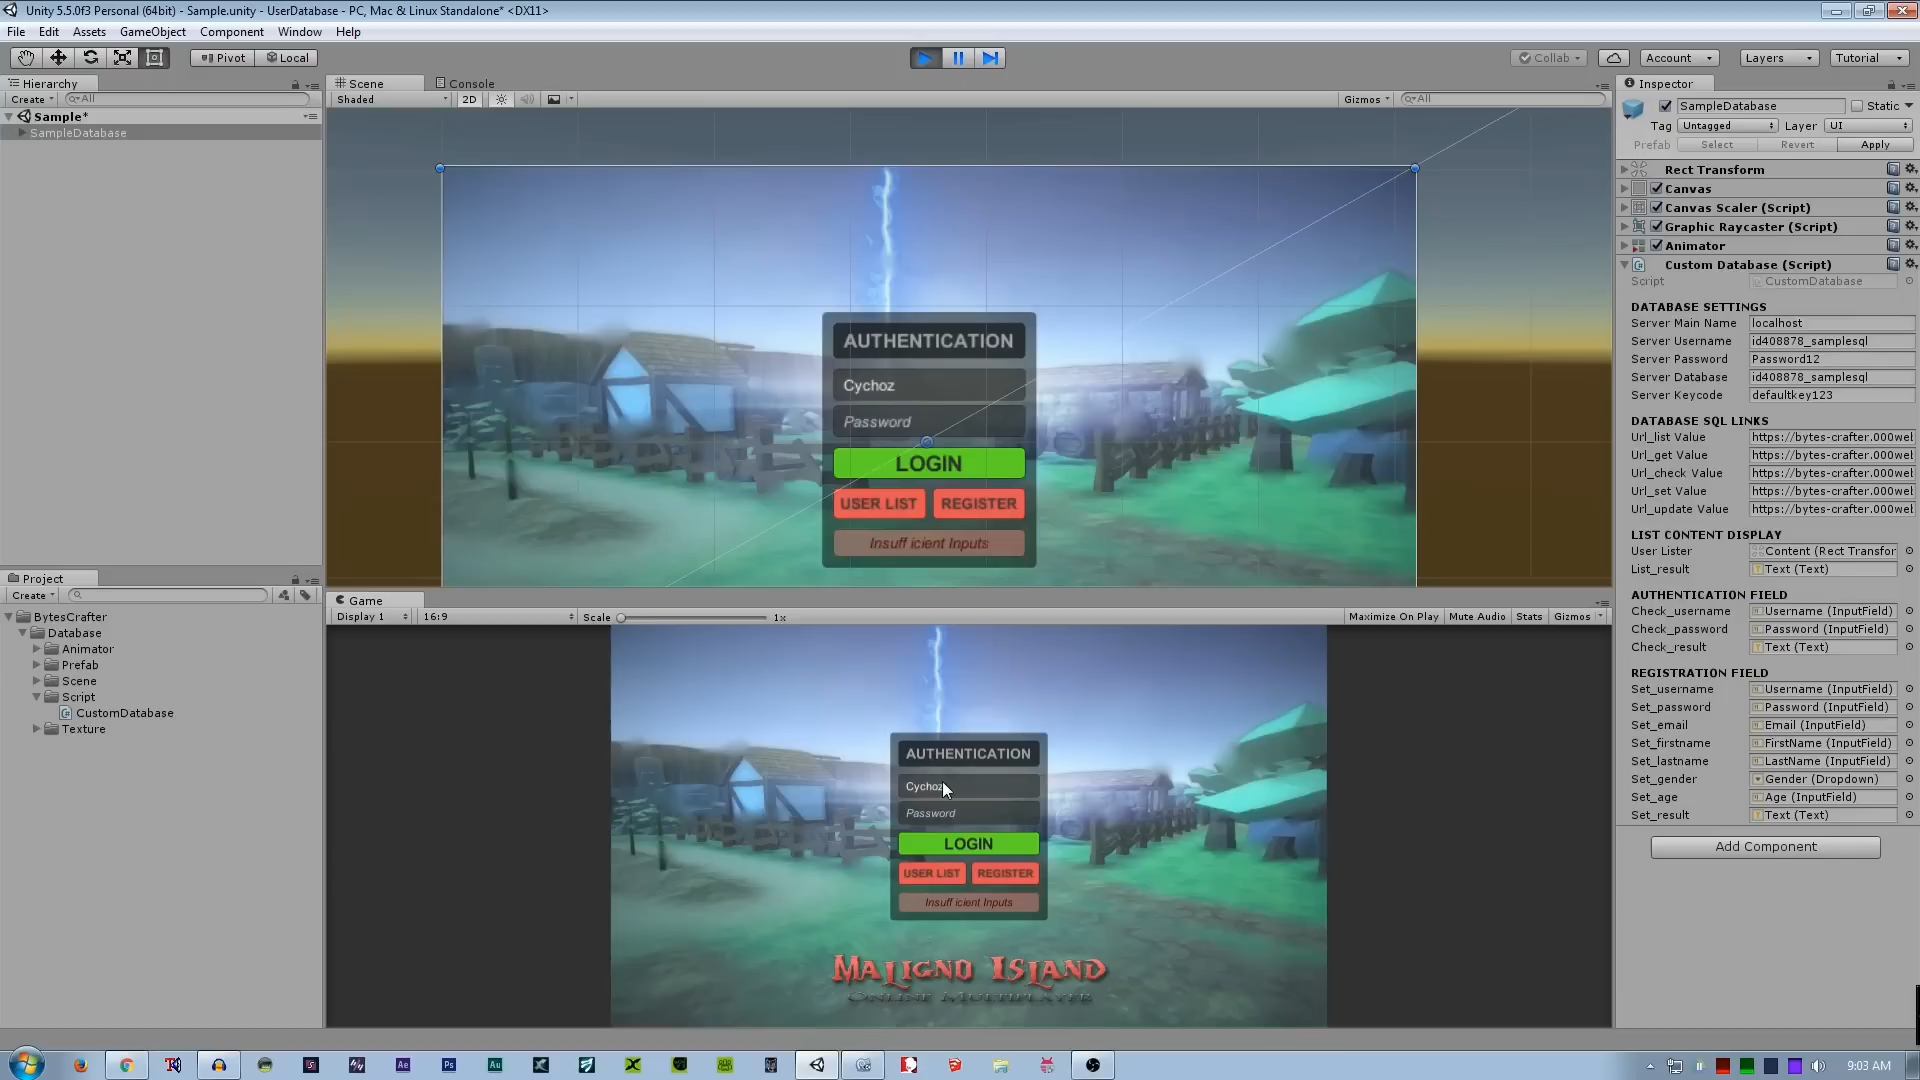 Unity 5.5.0f3 Personal (64bit) - Sample.unity - UserDatabase - PC, Mac & Linux Standalone* <DX11>
File Edit Assets GameObject Component Window Help
Pivot Local
Collab Account Layers Tutorial
Hierarchy
Create All
Sample*
SampleDatabase
Scene Console
Shaded 2D Gizmos All
AUTHENTICATION
Cychoz
Password
LOGIN
USER LIST REGISTER
Insufficient Inputs
Project
Create
BytesCrafter
Database
Animator
Prefab
Scene
Script
CustomDatabase
Texture
Game
Display 1 16:9 Scale 1x Maximize On Play Mute Audio Stats Gizmos
AUTHENTICATION
Cychoz
Password
LOGIN
USER LIST REGISTER
Insufficient Inputs
Maligno Island
Online Multiplayer
Inspector
SampleDatabase Static
Tag Untagged Layer UI
Prefab Select Revert Apply
Rect Transform
Canvas
Canvas Scaler (Script)
Graphic Raycaster (Script)
Animator
Custom Database (Script)
Script CustomDatabase
DATABASE SETTINGS
Server Main Name localhost
Server Username id408878_samplesql
Server Password Password12
Server Database id408878_samplesql
Server Keycode defaultkey123
DATABASE SQL LINKS
Url_list Value https://bytes-crafter.000wel
Url_get Value https://bytes-crafter.000wel
Url_check Value https://bytes-crafter.000wel
Url_set Value https://bytes-crafter.000wel
Url_update Value https://bytes-crafter.000wel
LIST CONTENT DISPLAY
User Lister Content (Rect Transfor
List_result Text (Text)
AUTHENTICATION FIELD
Check_username Username (InputField)
Check_password Password (InputField)
Check_result Text (Text)
REGISTRATION FIELD
Set_username Username (InputField)
Set_password Password (InputField)
Set_email Email (InputField)
Set_firstname FirstName (InputField)
Set_lastname LastName (InputField)
Set_gender Gender (Dropdown)
Set_age Age (InputField)
Set_result Text (Text)
Add Component
Ae Ps Au
9:03 AM